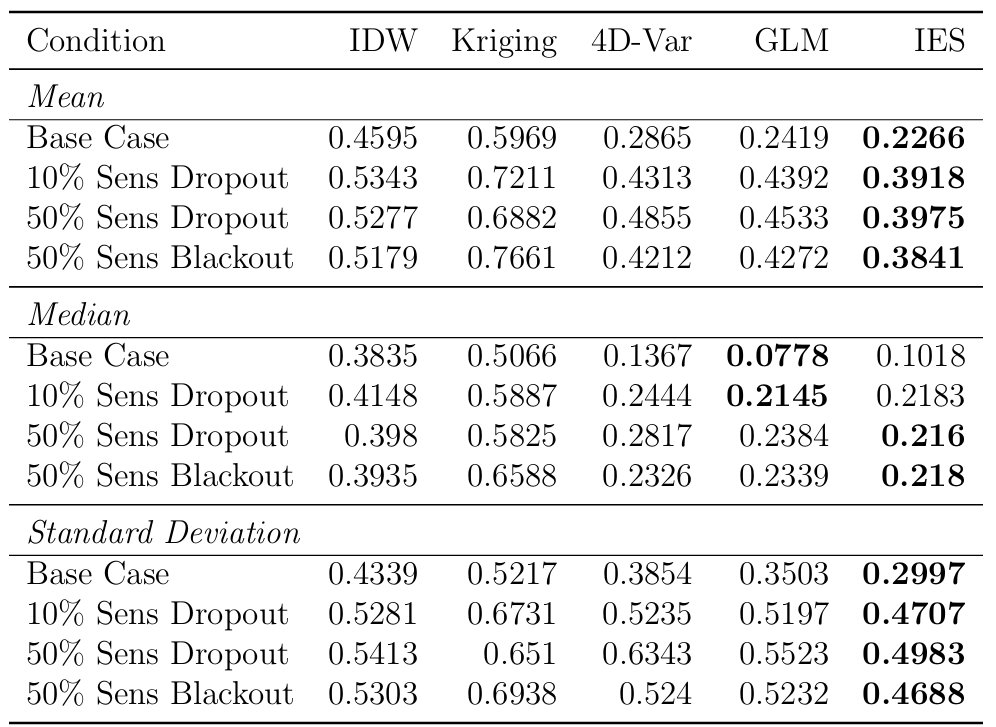 Condition IDW Kriging 4D-Var GLM IES
Mean
Base Case 0.4595 0.5969 0.2865 0.2419 0.2266
10% Sens Dropout 0.5343 0.7211 0.4313 0.4392 0.3918
50% Sens Dropout 0.5277 0.6882 0.4855 0.4533 0.3975
50% Sens Blackout 0.5179 0.7661 0.4212 0.4272 0.3841
Median
Base Case 0.3835 0.5066 0.1367 0.0778 0.1018
10% Sens Dropout 0.4148 0.5887 0.2444 0.2145 0.2183
50% Sens Dropout 0.398 0.5825 0.2817 0.2384 0.216
50% Sens Blackout 0.3935 0.6588 0.2326 0.2339 0.218
Standard Deviation
Base Case 0.4339 0.5217 0.3854 0.3503 0.2997
10% Sens Dropout 0.5281 0.6731 0.5235 0.5197 0.4707
50% Sens Dropout 0.5413 0.651 0.6343 0.5523 0.4983
50% Sens Blackout 0.5303 0.6938 0.524 0.5232 0.4688